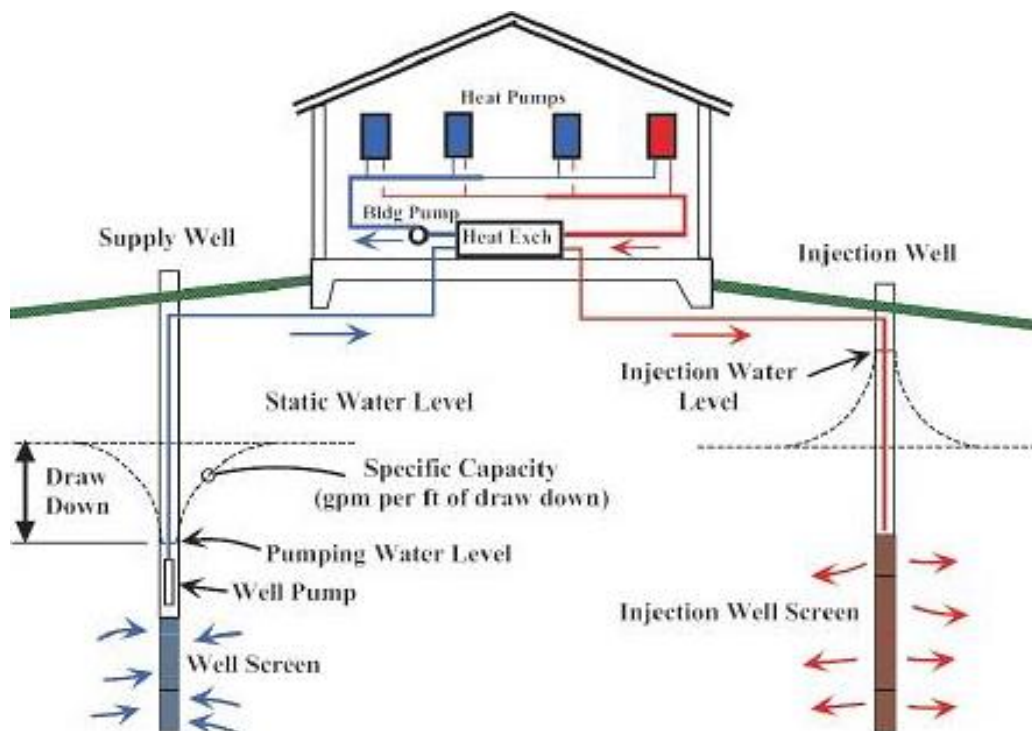 Heat Pumps
Bldg Pump
Heat Exch
Supply Well
Injection Well
Static Water Level
Injection Water
Level
Draw
Down
Specific Capacity
(gpm per ft of draw down)
Pumping Water Level
Well Pump
Injection Well Screen
Well Screen